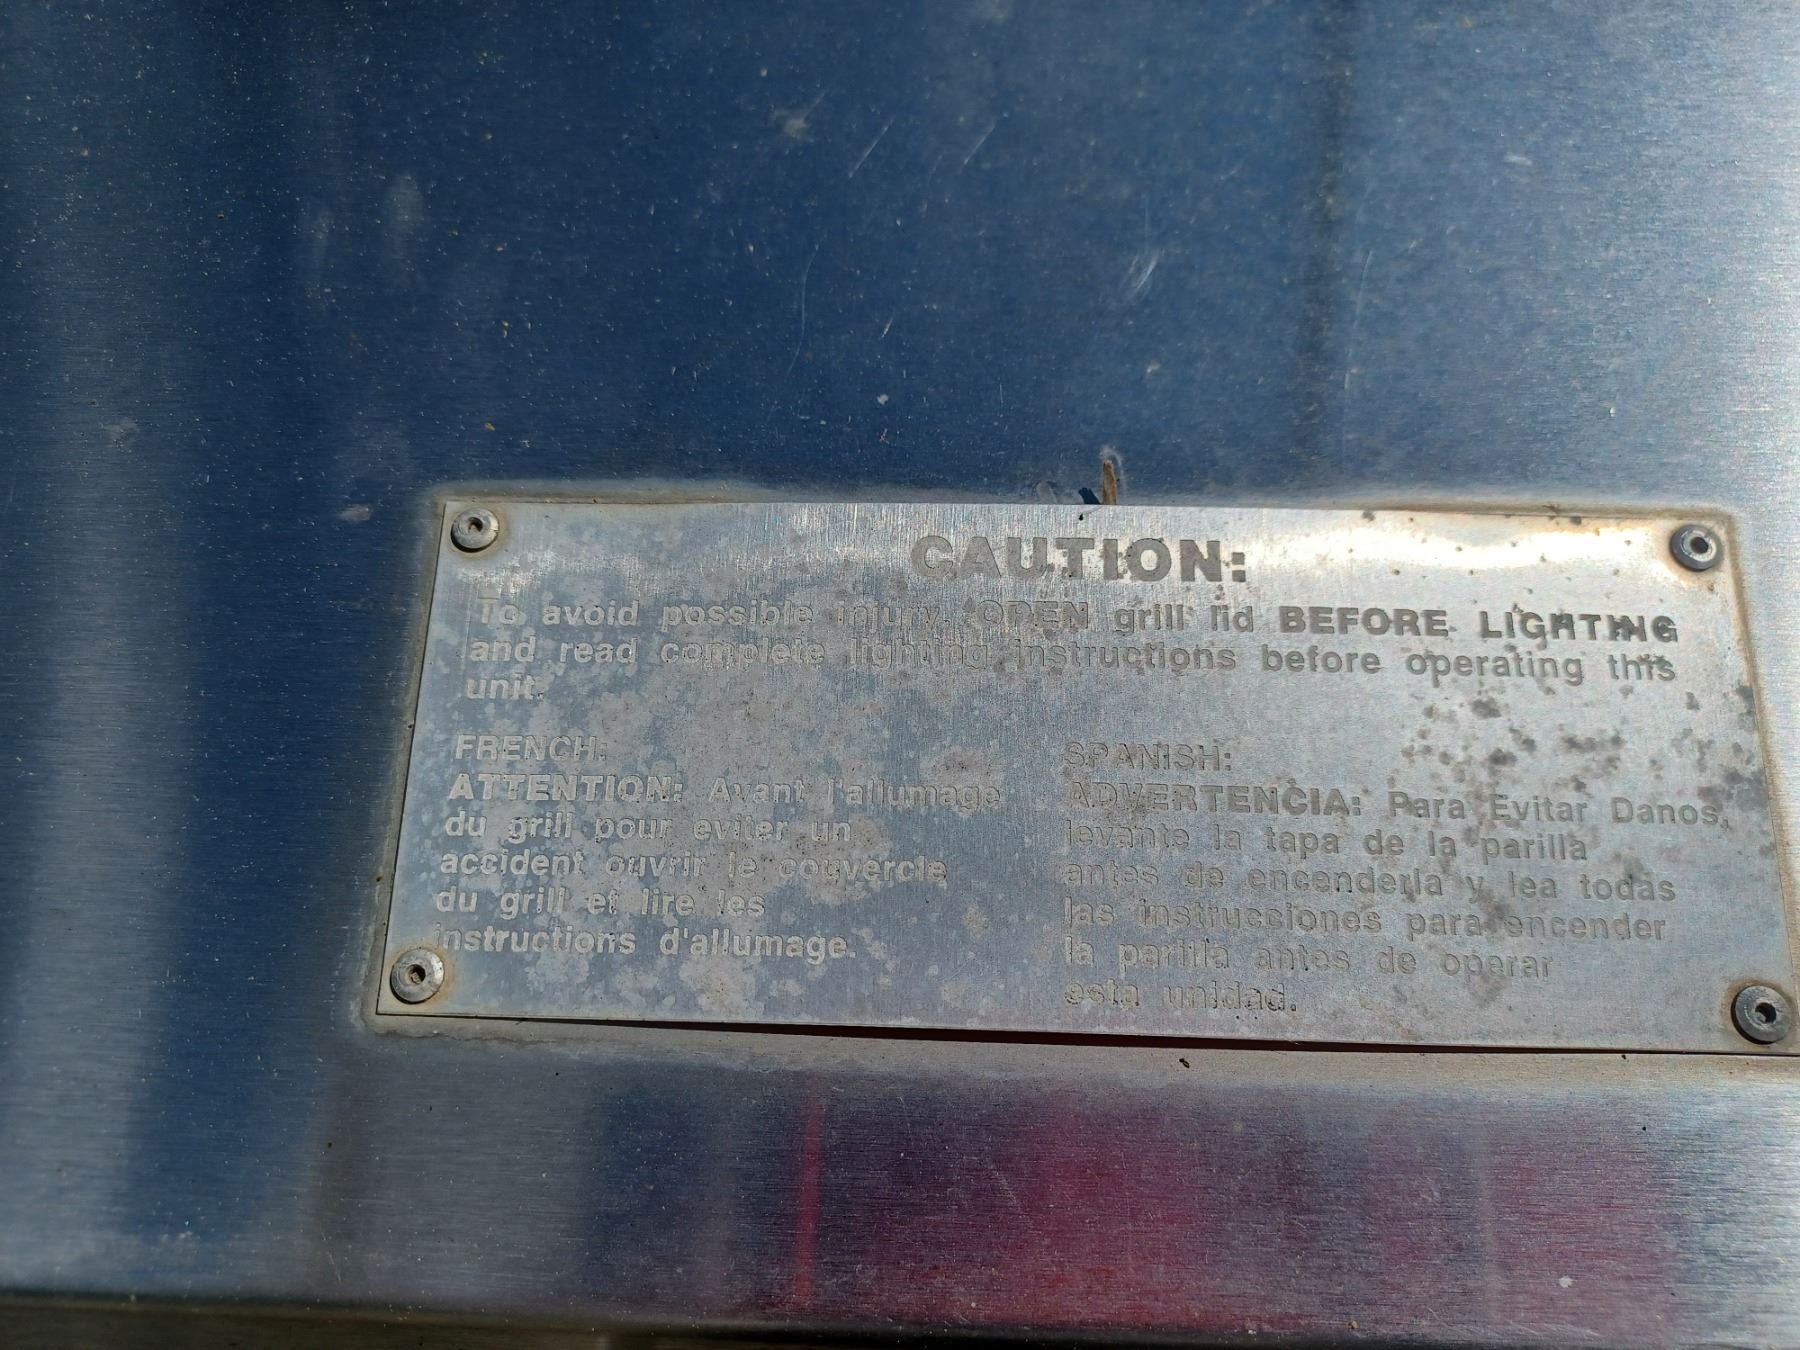 CAUTION:
To avoid possible injury, OPEN grill lid BEFORE LIGHTING
and read complete lighting instructions before operating this
unit.
FRENCH:
ATTENTION: Avant l'allumage
du grill pour eviter un
accident ouvrir le couvercle
du grill et lire les
instructions d'allumage.
SPANISH:
ADVERTENCIA: Para Evitar Danos,
levante la tapa de la parilla
antes de encenderla y lea todas
las instrucciones para encender
la parilla antes de operar
esta unidad.